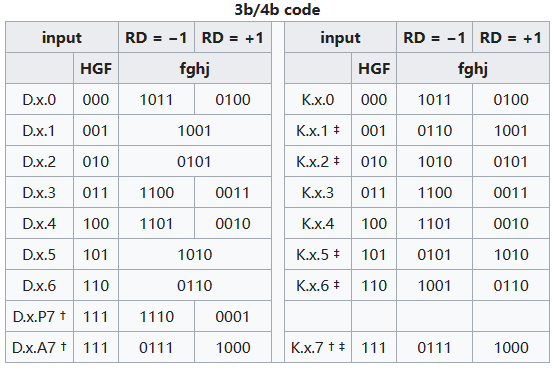 3b/4b code
input RD = −1 RD = +1 input RD = −1 RD = +1
HGF fghj HGF fghj
D.x.0 000 1011 0100 K.x.0 000 1011 0100
D.x.1 001 1001 K.x.1 ‡ 001 0110 1001
D.x.2 010 0101 K.x.2 ‡ 010 1010 0101
D.x.3 011 1100 0011 K.x.3 011 1100 0011
D.x.4 100 1101 0010 K.x.4 100 1101 0010
D.x.5 101 1010 K.x.5 ‡ 101 0101 1010
D.x.6 110 0110 K.x.6 ‡ 110 1001 0110
D.x.P7 † 111 1110 0001
D.x.A7 † 111 0111 1000 K.x.7 † ‡ 111 0111 1000